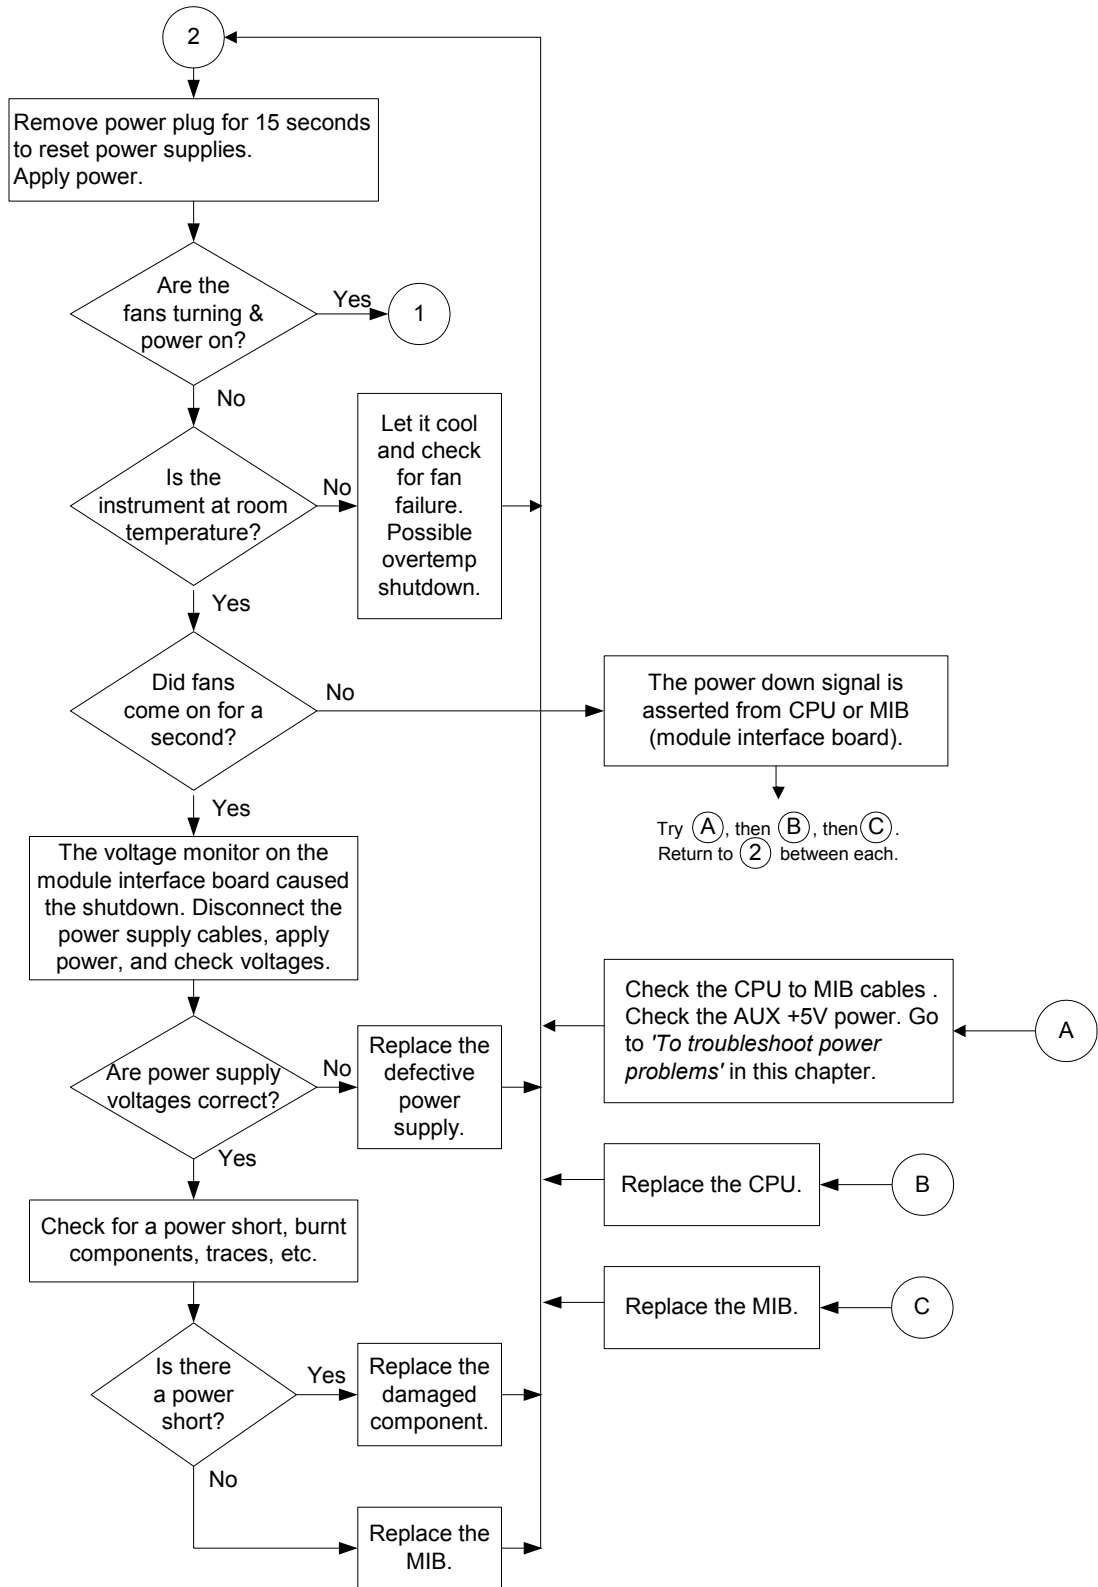 2
Remove power plug for 15 seconds
to reset power supplies.
Apply power.
Are the
fans turning &
power on?
Yes
1
No
Is the
instrument at room
temperature?
No
Let it cool
and check
for fan
failure.
Possible
overtemp
shutdown.
Yes
Did fans
come on for a
second?
No
The power down signal is
asserted from CPU or MIB
(module interface board).
Try A, then B, then C.
Return to 2 between each.
Yes
The voltage monitor on the
module interface board caused
the shutdown. Disconnect the
power supply cables, apply
power, and check voltages.
Check the CPU to MIB cables .
Check the AUX +5V power. Go
to 'To troubleshoot power
problems' in this chapter.
A
Are power supply
voltages correct?
No
Replace the
defective
power
supply.
Yes
Replace the CPU.
B
Check for a power short, burnt
components, traces, etc.
Replace the MIB.
C
Is there
a power
short?
Yes
Replace the
damaged
component.
No
Replace the
MIB.